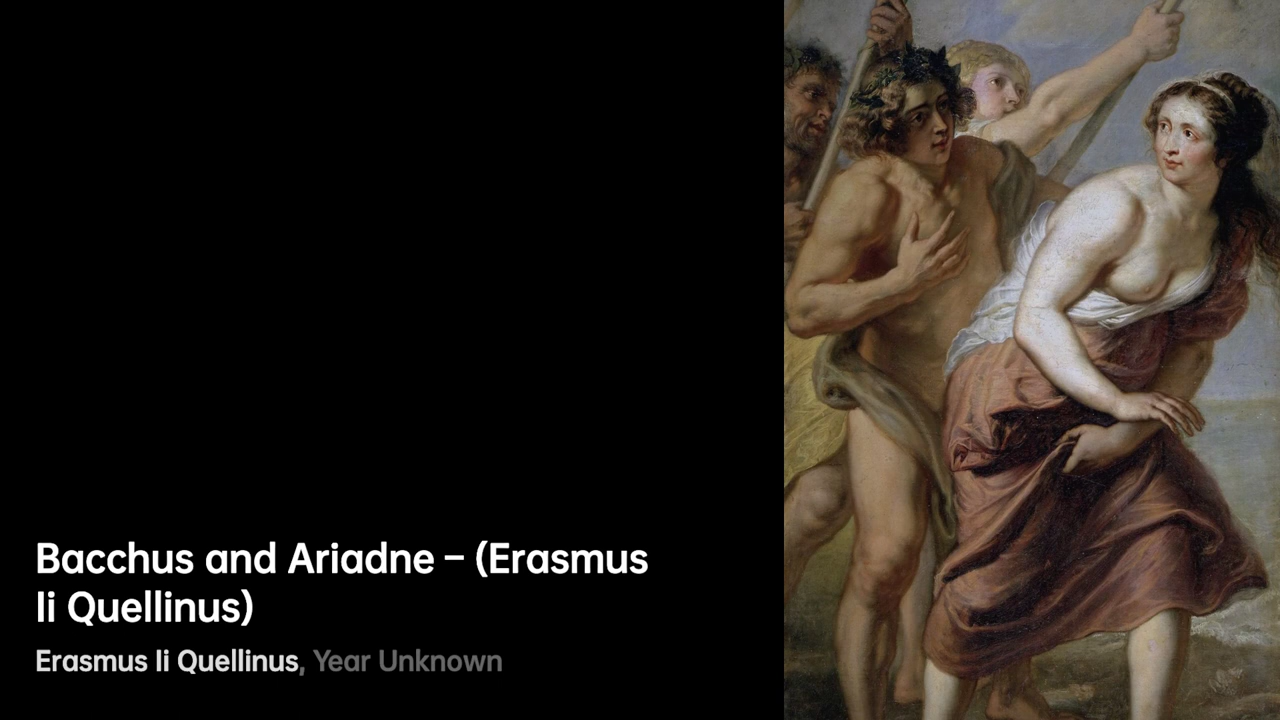 Bacchus and Ariadne – (Erasmus
Ii Quellinus)
Erasmus Ii Quellinus, Year Unknown